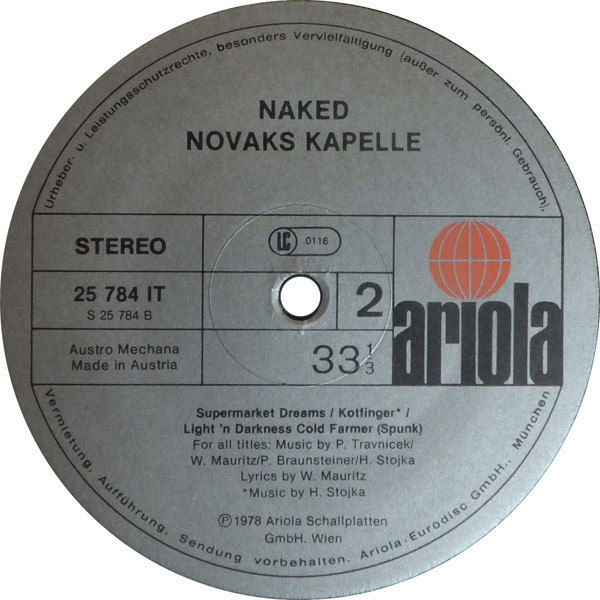 Urheber- u. Leistungsschutzrechte, besonders Vervielfältigung (außer zum persönl. Gebrauch),
NAKED
NOVAKS KAPELLE
STEREO
LC 0116
25 784 IT
S 25 784 B
2
ariola
Austro Mechana
Made in Austria
33 1/3
Supermarket Dreams / Kotfinger* /
Light 'n Darkness Cold Farmer (Spunk)
For all titles: Music by P. Travnicek/
W. Mauritz/P. Braunsteiner/H. Stojka
Lyrics by W. Mauritz
*Music by H. Stojka
Ⓟ 1978 Ariola Schallplatten
GmbH. Wien
Vermietung, Aufführung, Sendung vorbehalten. Ariola-Eurodisc GmbH., München